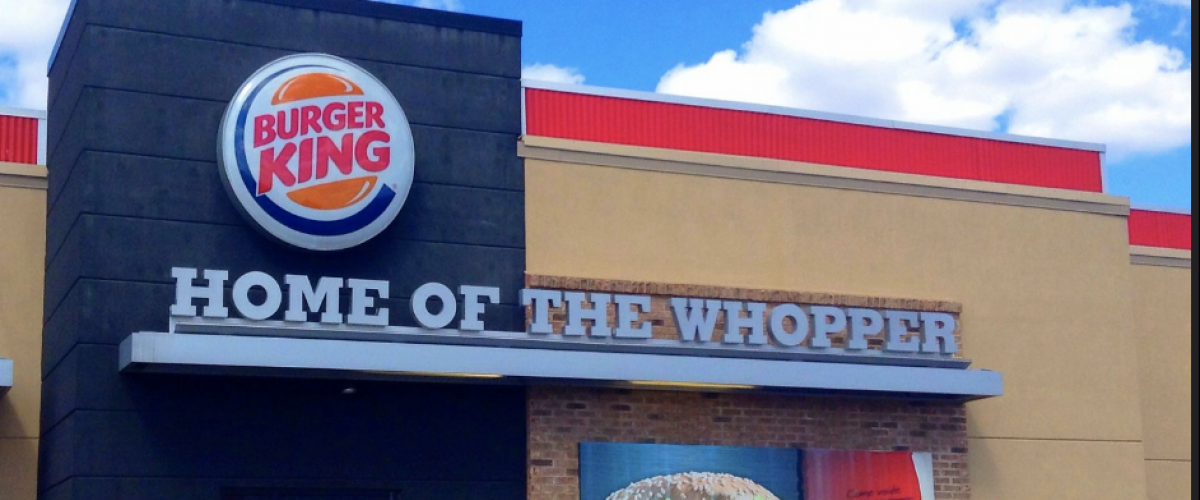 BURGER
KING
HOME OF THE WHOPPER